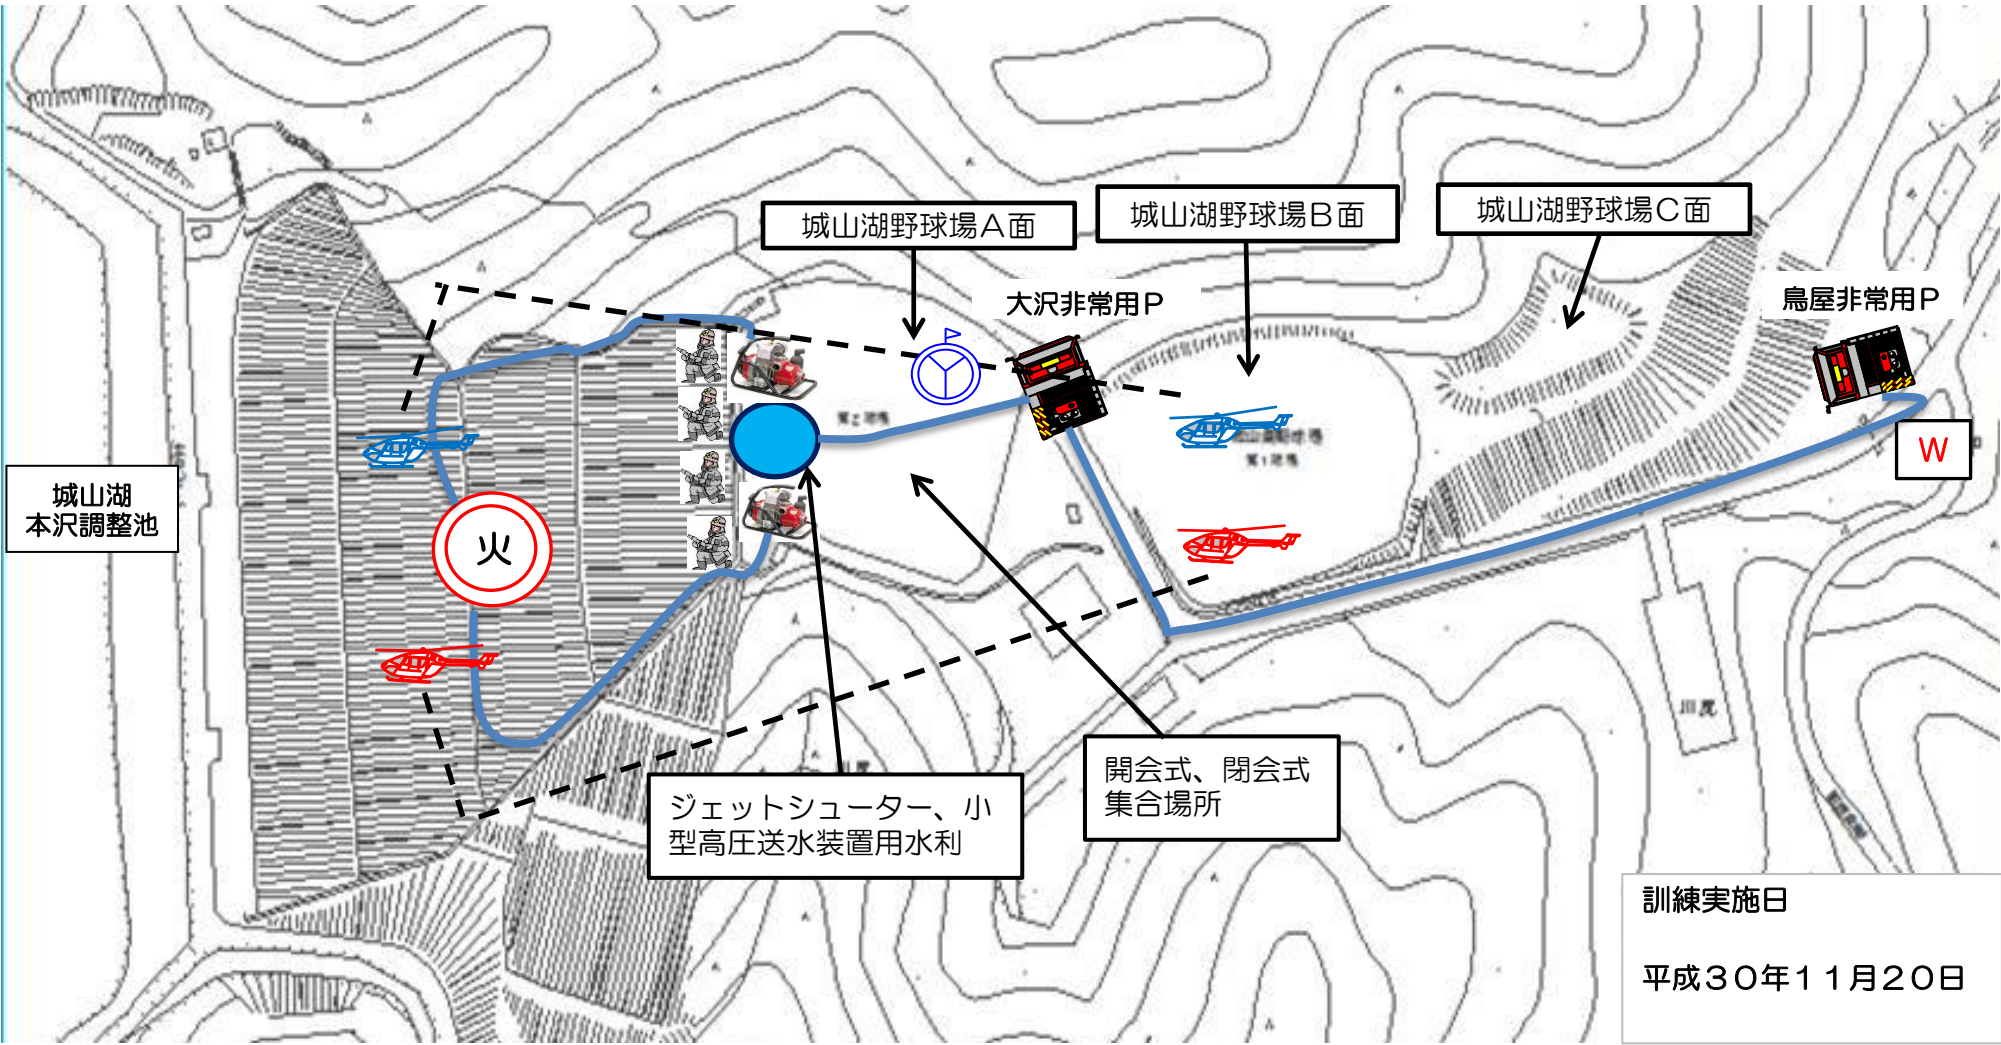 城山湖野球場A面
城山湖野球場B面
城山湖野球場C面
大沢非常用P
鳥屋非常用P
W
城山湖
本沢調整池
火
開会式、閉会式
集合場所
ジェットシューター、小
型高圧送水装置用水利
川尻
訓練実施日
平成30年11月20日